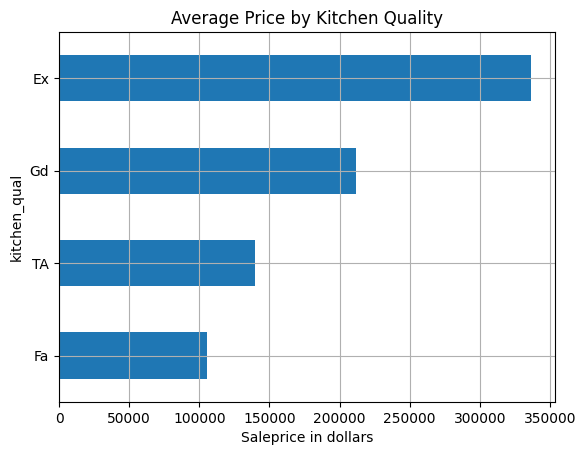 Average Price by Kitchen Quality
kitchen_qual
Ex
Gd
TA
Fa
0 50000 100000 150000 200000 250000 300000 350000
Saleprice in dollars